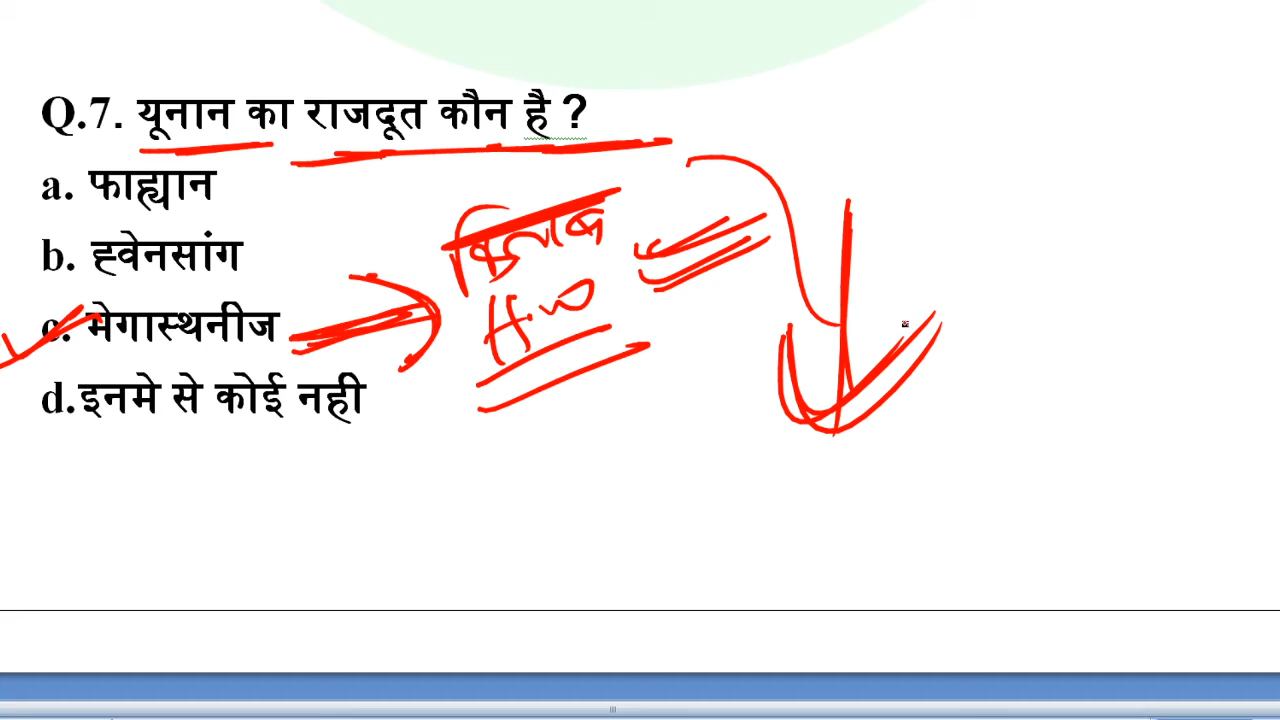 Q.7. यूनान का राजदूत कौन है ?
a. फाह्यान
b. ह्वेनसांग
c. मेगास्थनीज
d.इनमे से कोई नही
किताब
H.w